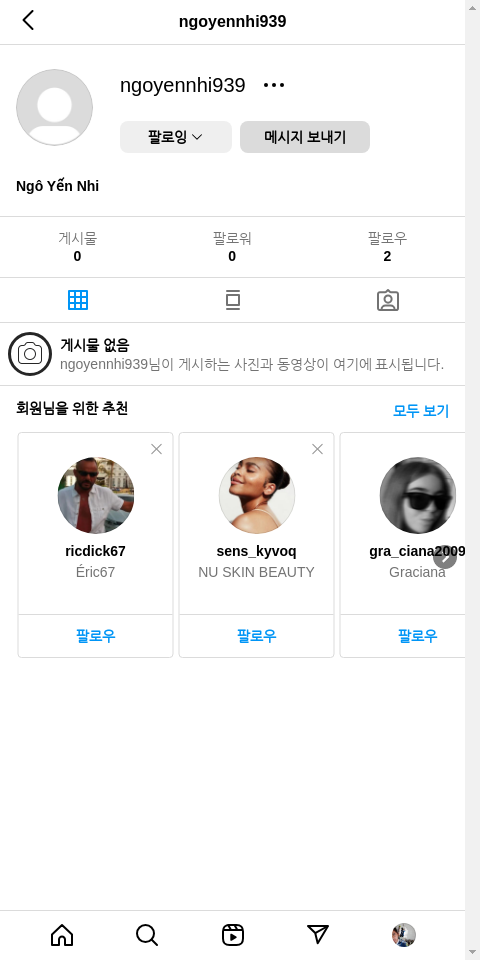 ngoyennhi939
ngoyennhi939
팔로잉
메시지 보내기
Ngô Yến Nhi
게시물 팔로워 팔로우
0 0 2
게시물 없음
ngoyennhi939님이 게시하는 사진과 동영상이 여기에 표시됩니다.
회원님을 위한 추천
모두 보기
ricdick67 sens_kyvoq gra_ciana2009
Éric67 NU SKIN BEAUTY Graciana
팔로우 팔로우 팔로우